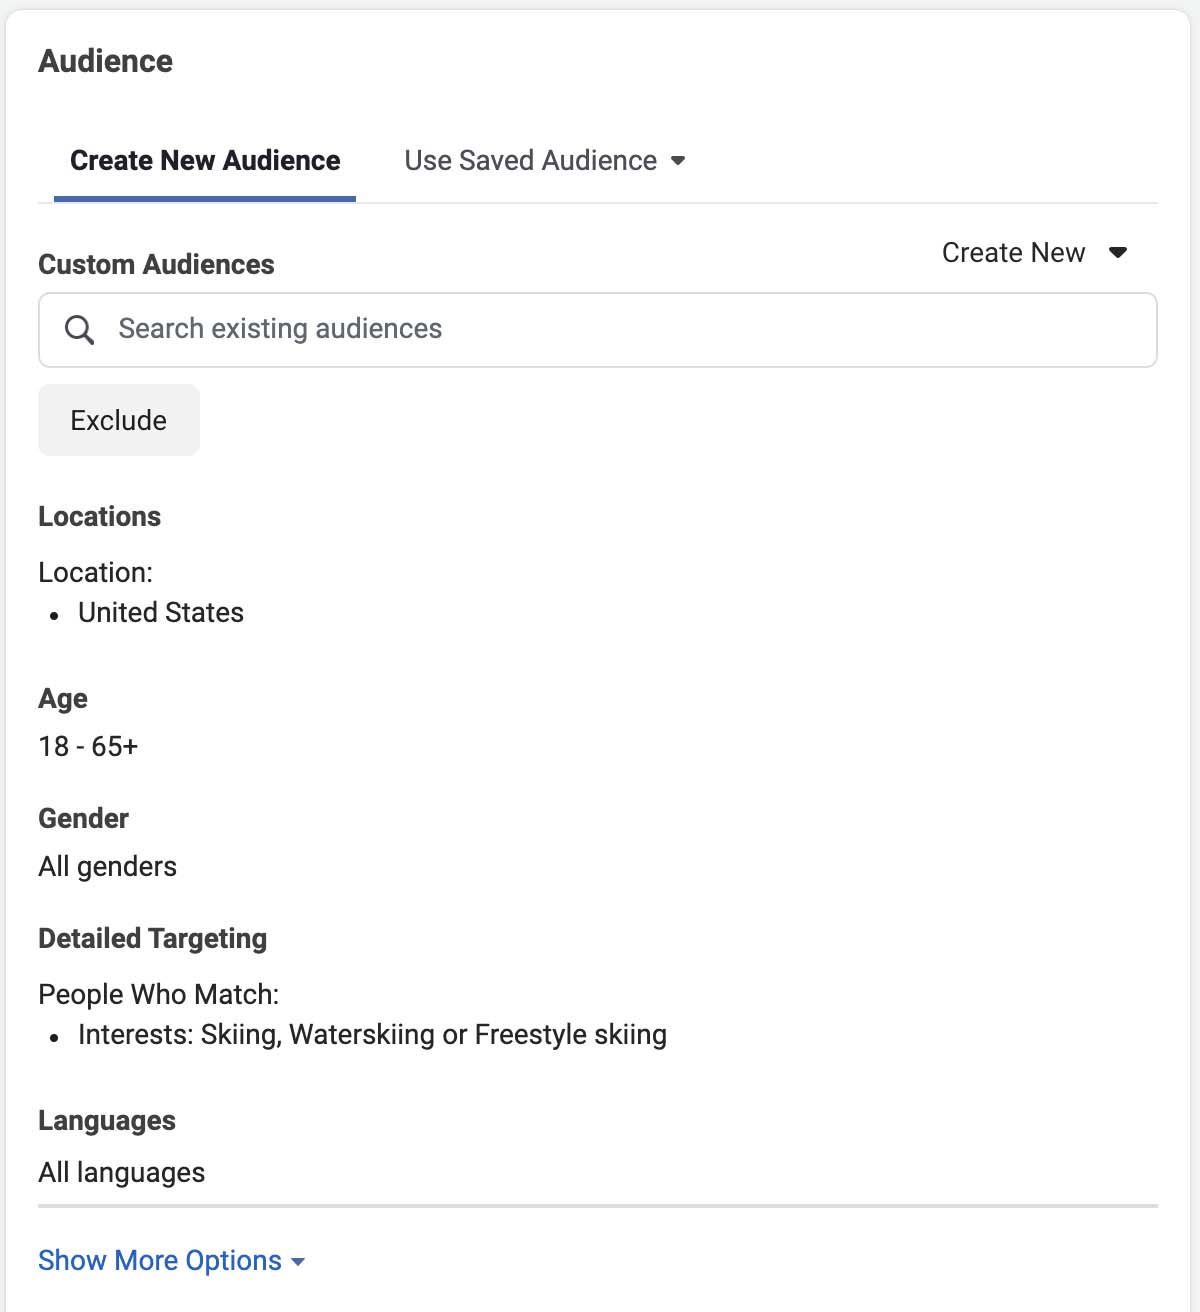 Audience
Create New Audience
Use Saved Audience
Custom Audiences
Create New
Search existing audiences
Exclude
Locations
Location:
• United States
Age
18 - 65+
Gender
All genders
Detailed Targeting
People Who Match:
• Interests: Skiing, Waterskiing or Freestyle skiing
Languages
All languages
Show More Options